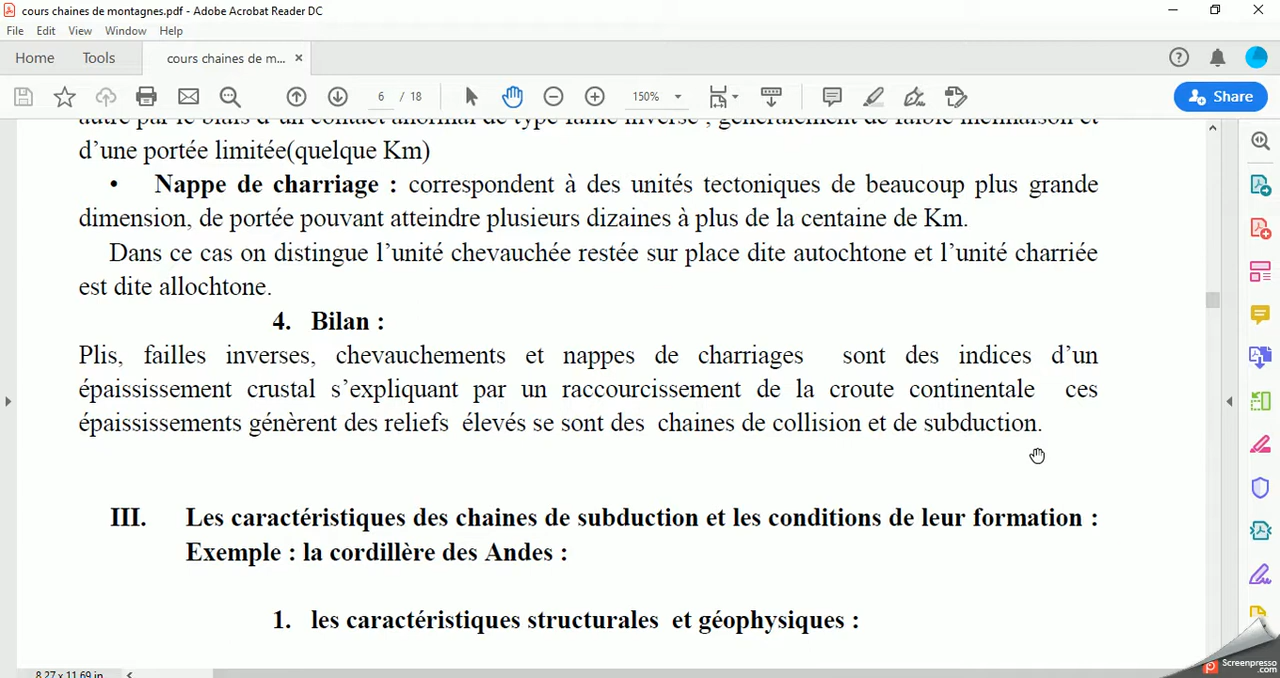 cours chaines de montagnes.pdf - Adobe Acrobat Reader DC
File Edit View Window Help
Home Tools cours chaines de m... ×
6 / 18 150% Share
d’une portée limitée(quelque Km)
• Nappe de charriage : correspondent à des unités tectoniques de beaucoup plus grande
dimension, de portée pouvant atteindre plusieurs dizaines à plus de la centaine de Km.
Dans ce cas on distingue l’unité chevauchée restée sur place dite autochtone et l’unité charriée
est dite allochtone.
4. Bilan :
Plis, failles inverses, chevauchements et nappes de charriages sont des indices d’un
épaississement crustal s’expliquant par un raccourcissement de la croute continentale ces
épaississements génèrent des reliefs élevés se sont des chaines de collision et de subduction.
III. Les caractéristiques des chaines de subduction et les conditions de leur formation :
Exemple : la cordillère des Andes :
1. les caractéristiques structurales et géophysiques :
8.27 x 11.69 in
Screenpresso
.com